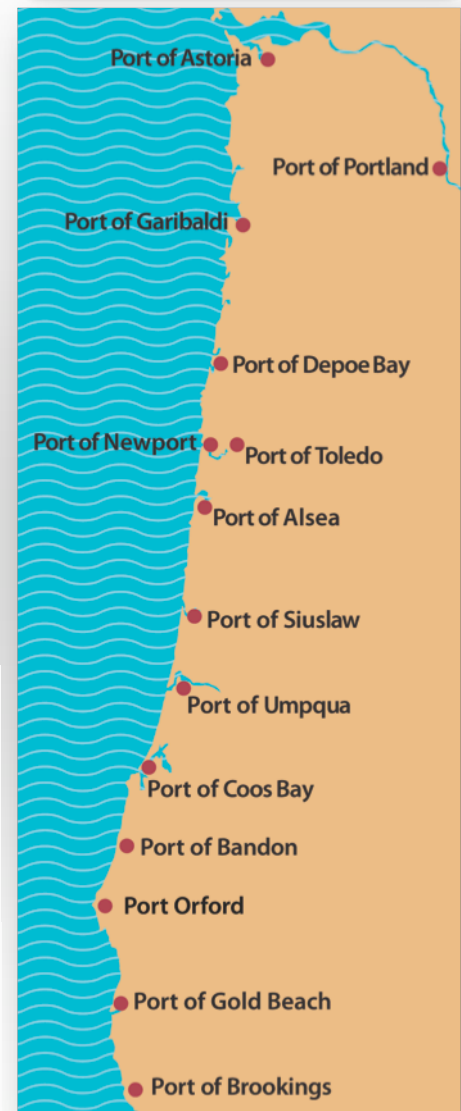 Port of Astoria
Port of Portland
Port of Garibaldi
Port of Depoe Bay
Port of Newport
Port of Toledo
Port of Alsea
Port of Siuslaw
Port of Umpqua
Port of Coos Bay
Port of Bandon
Port Orford
Port of Gold Beach
Port of Brookings